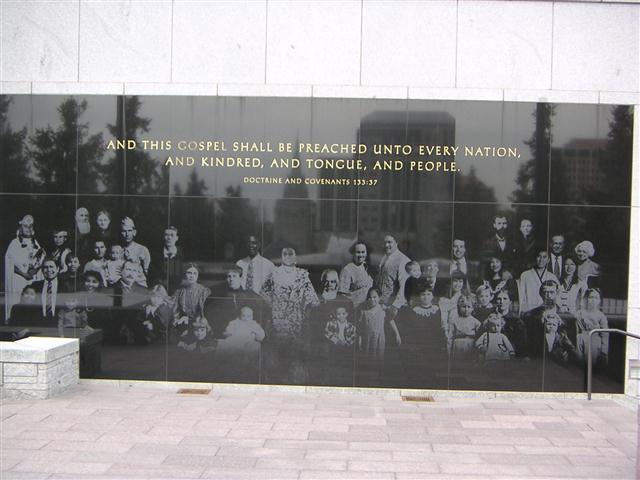 AND THIS GOSPEL SHALL BE PREACHED UNTO EVERY NATION,
AND KINDRED, AND TONGUE, AND PEOPLE.
DOCTRINE AND COVENANTS 133:37